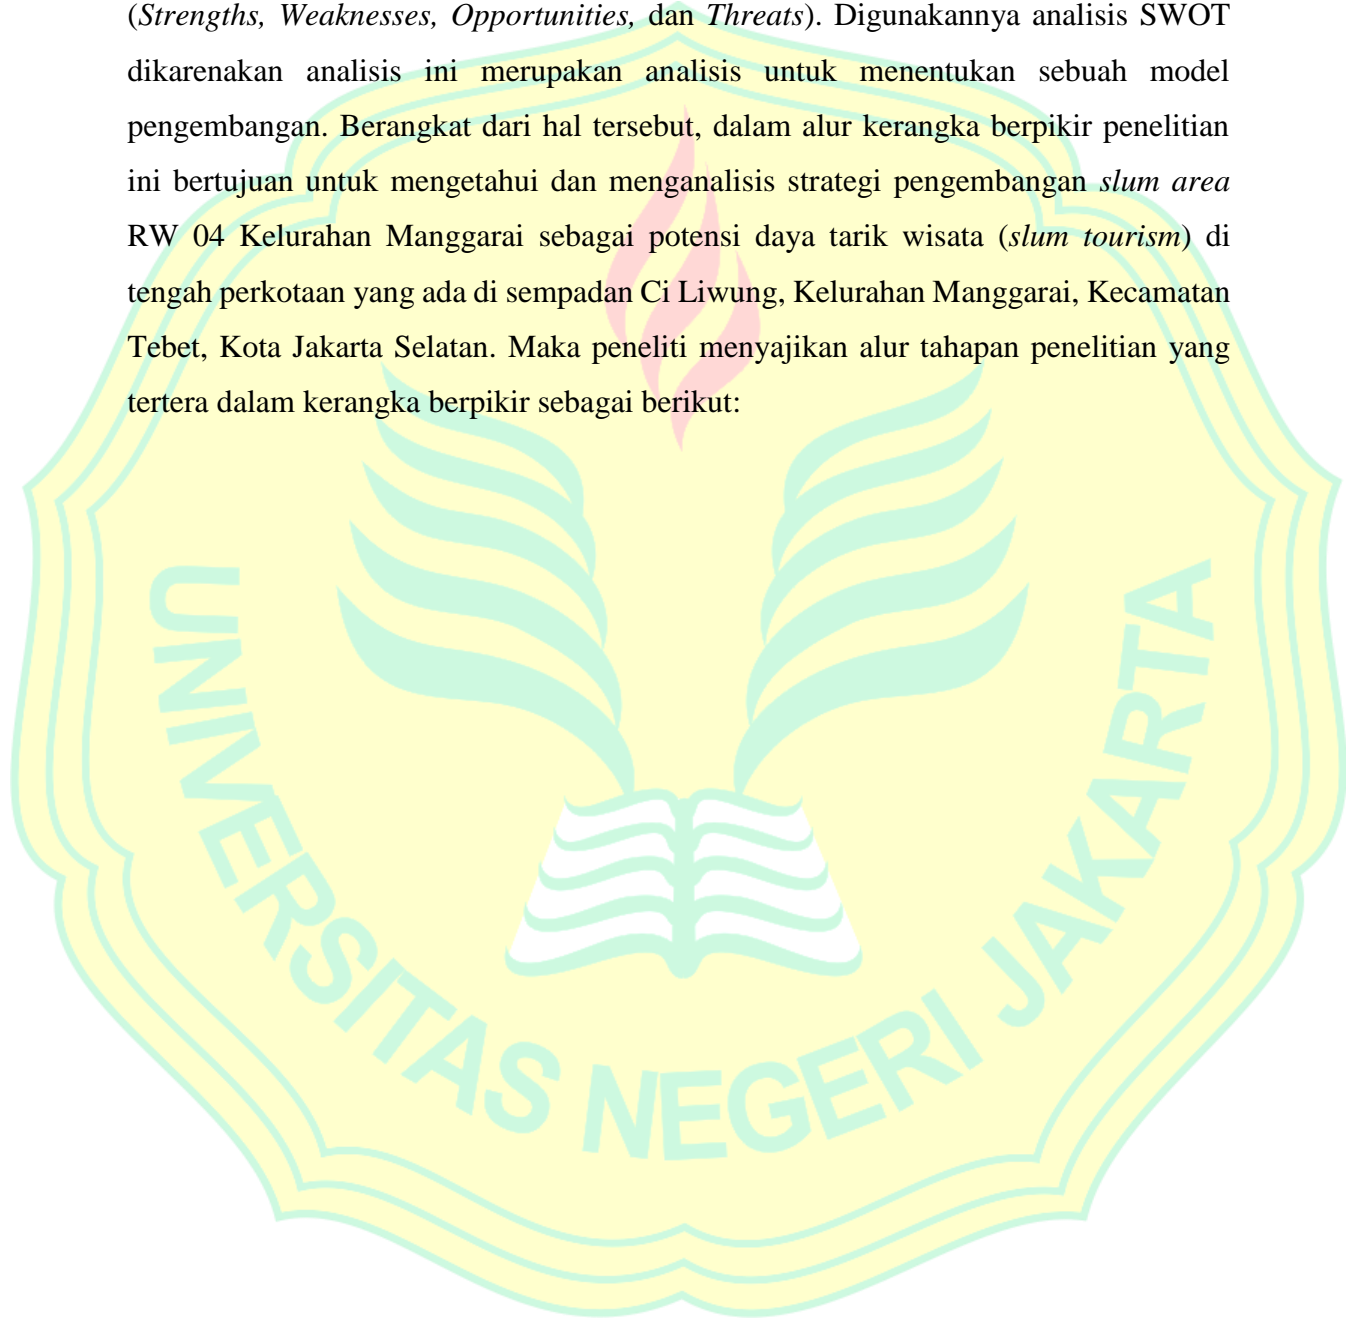 (Strengths, Weaknesses, Opportunities, dan Threats). Digunakannya analisis SWOT
dikarenakan analisis ini merupakan analisis untuk menentukan sebuah model
pengembangan. Berangkat dari hal tersebut, dalam alur kerangka berpikir penelitian
ini bertujuan untuk mengetahui dan menganalisis strategi pengembangan slum area
RW 04 Kelurahan Manggarai sebagai potensi daya tarik wisata (slum tourism) di
tengah perkotaan yang ada di sempadan Ci Liwung, Kelurahan Manggarai, Kecamatan
Tebet, Kota Jakarta Selatan. Maka peneliti menyajikan alur tahapan penelitian yang
tertera dalam kerangka berpikir sebagai berikut:
UNIVERSITAS NEGERI JAKARTA